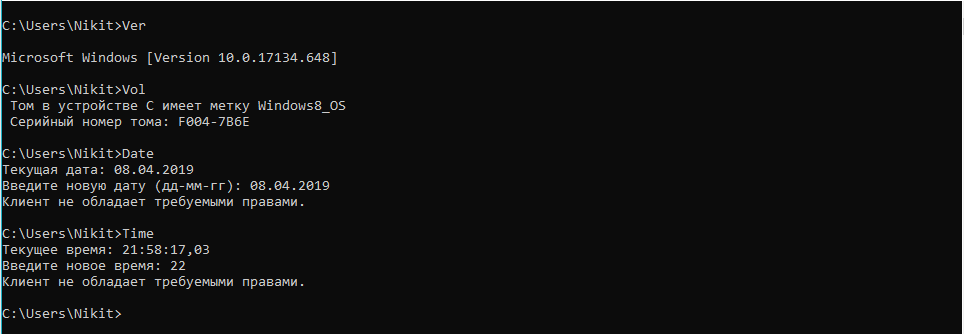 C:\Users\Nikit>Ver
Microsoft Windows [Version 10.0.17134.648]
C:\Users\Nikit>Vol
Том в устройстве C имеет метку Windows8_OS
Серийный номер тома: F004-7B6E
C:\Users\Nikit>Date
Текущая дата: 08.04.2019
Введите новую дату (дд-мм-гг): 08.04.2019
Клиент не обладает требуемыми правами.
C:\Users\Nikit>Time
Текущее время: 21:58:17,03
Введите новое время: 22
Клиент не обладает требуемыми правами.
C:\Users\Nikit>